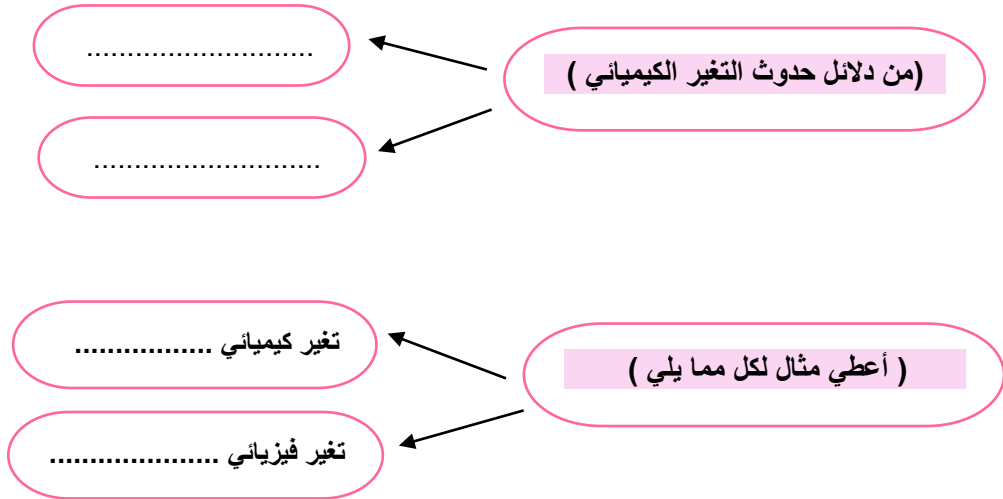 (من دلائل حدوث التغير الكيميائي )
............................
............................
( أعطي مثال لكل مما يلي )
تغير كيميائي .................
تغير فيزيائي .....................